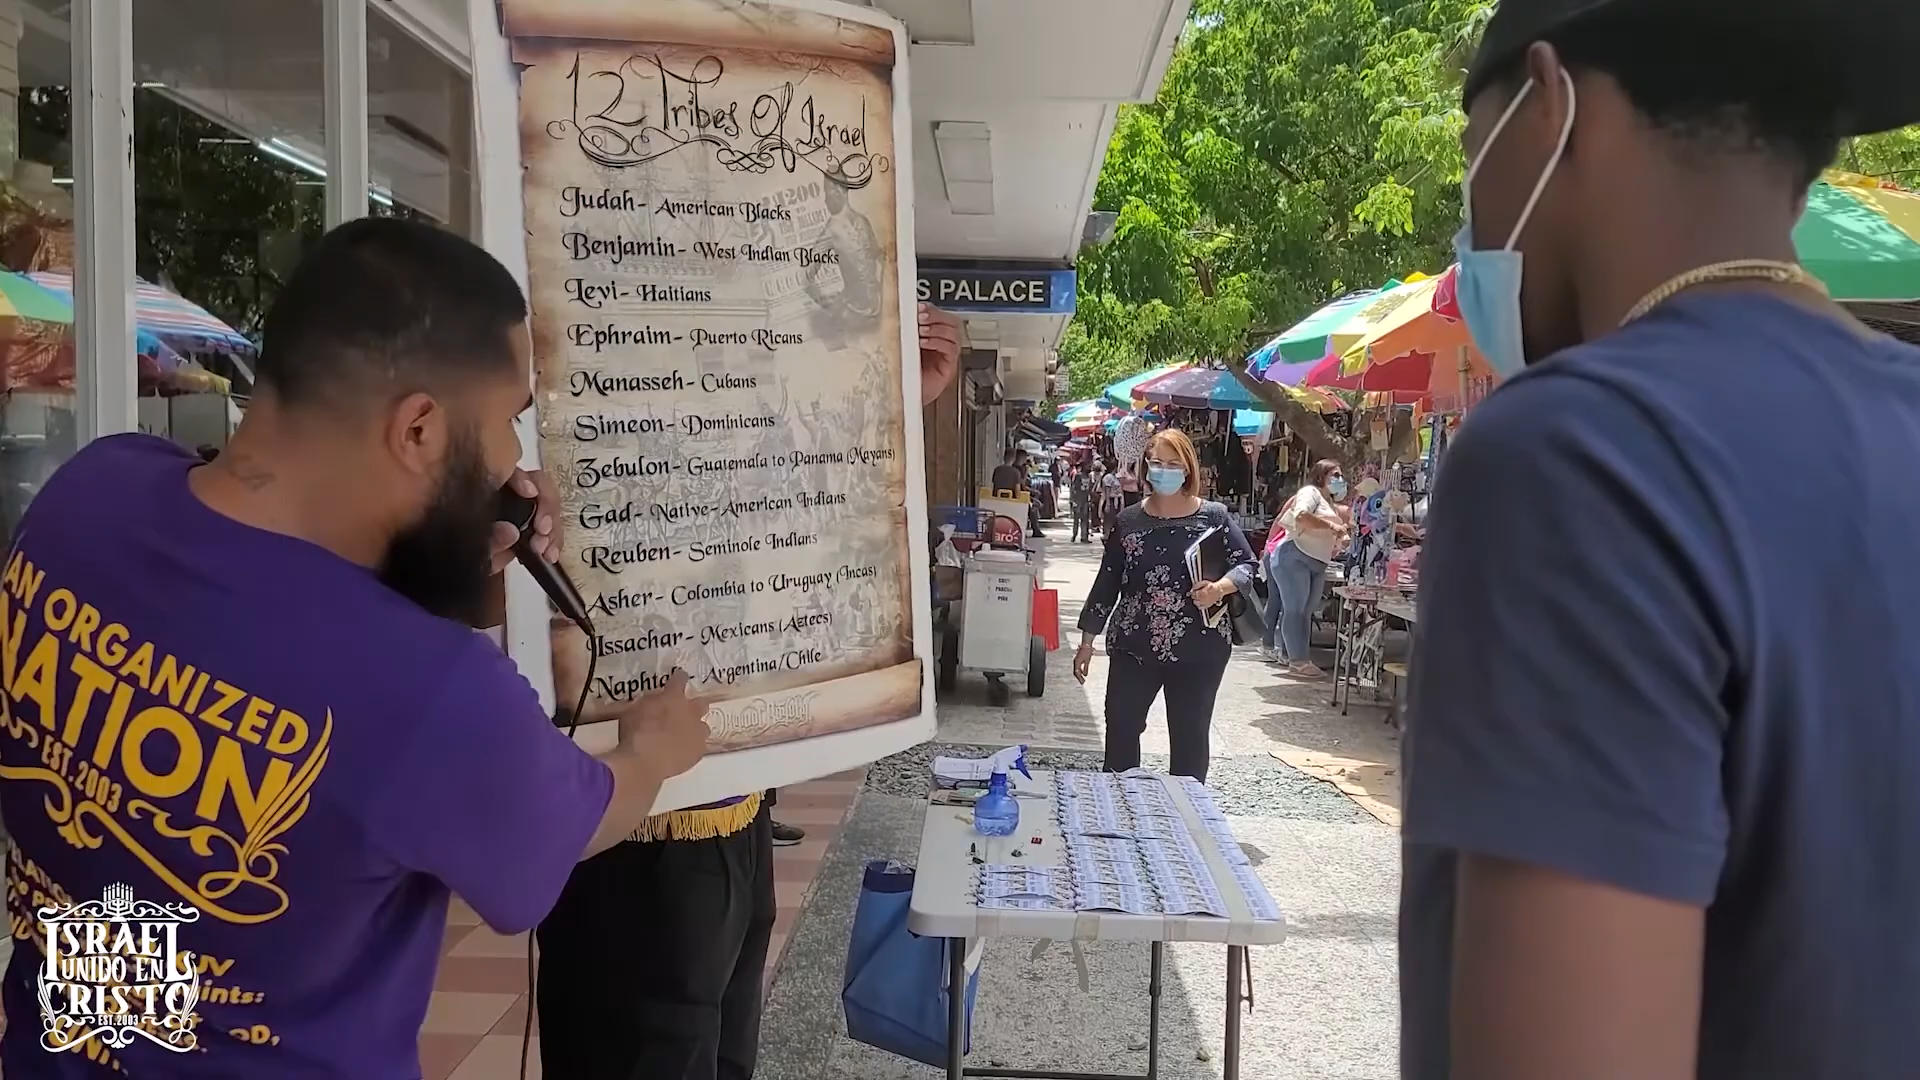 12 Tribes Of Israel
Judah- American Blacks
Benjamin- West Indian Blacks
Levi- Haitians
Ephraim- Puerto Ricans
Manasseh- Cubans
Simeon- Dominicans
Zebulon- Guatemala to Panama (Mayans)
Gad- Native-American Indians
Reuben- Seminole Indians
Asher- Colombia to Uruguay (Incas)
Issachar- Mexicans (Aztecs)
Argentina/Chile
S PALACE
AN ORGANIZED
NATION
EST. 2003
ISRAEL
UNIDO EN
CRISTO
EST. 2003